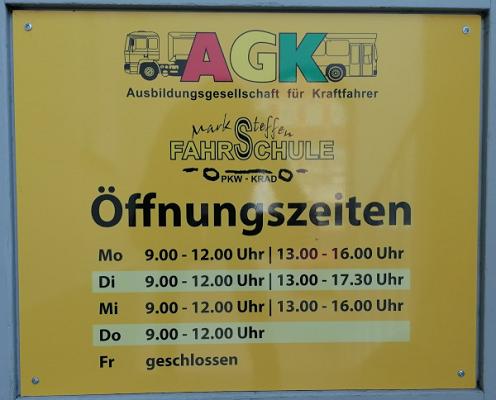 AGK
Ausbildungsgesellschaft für Kraftfahrer
Mark Steffen
FAHRSCHULE
PKW - KRAD
Öffnungszeiten
Mo 9.00 - 12.00 Uhr | 13.00 - 16.00 Uhr
Di 9.00 - 12.00 Uhr | 13.00 - 17.30 Uhr
Mi 9.00 - 12.00 Uhr | 13.00 - 16.00 Uhr
Do 9.00 - 12.00 Uhr
Fr geschlossen